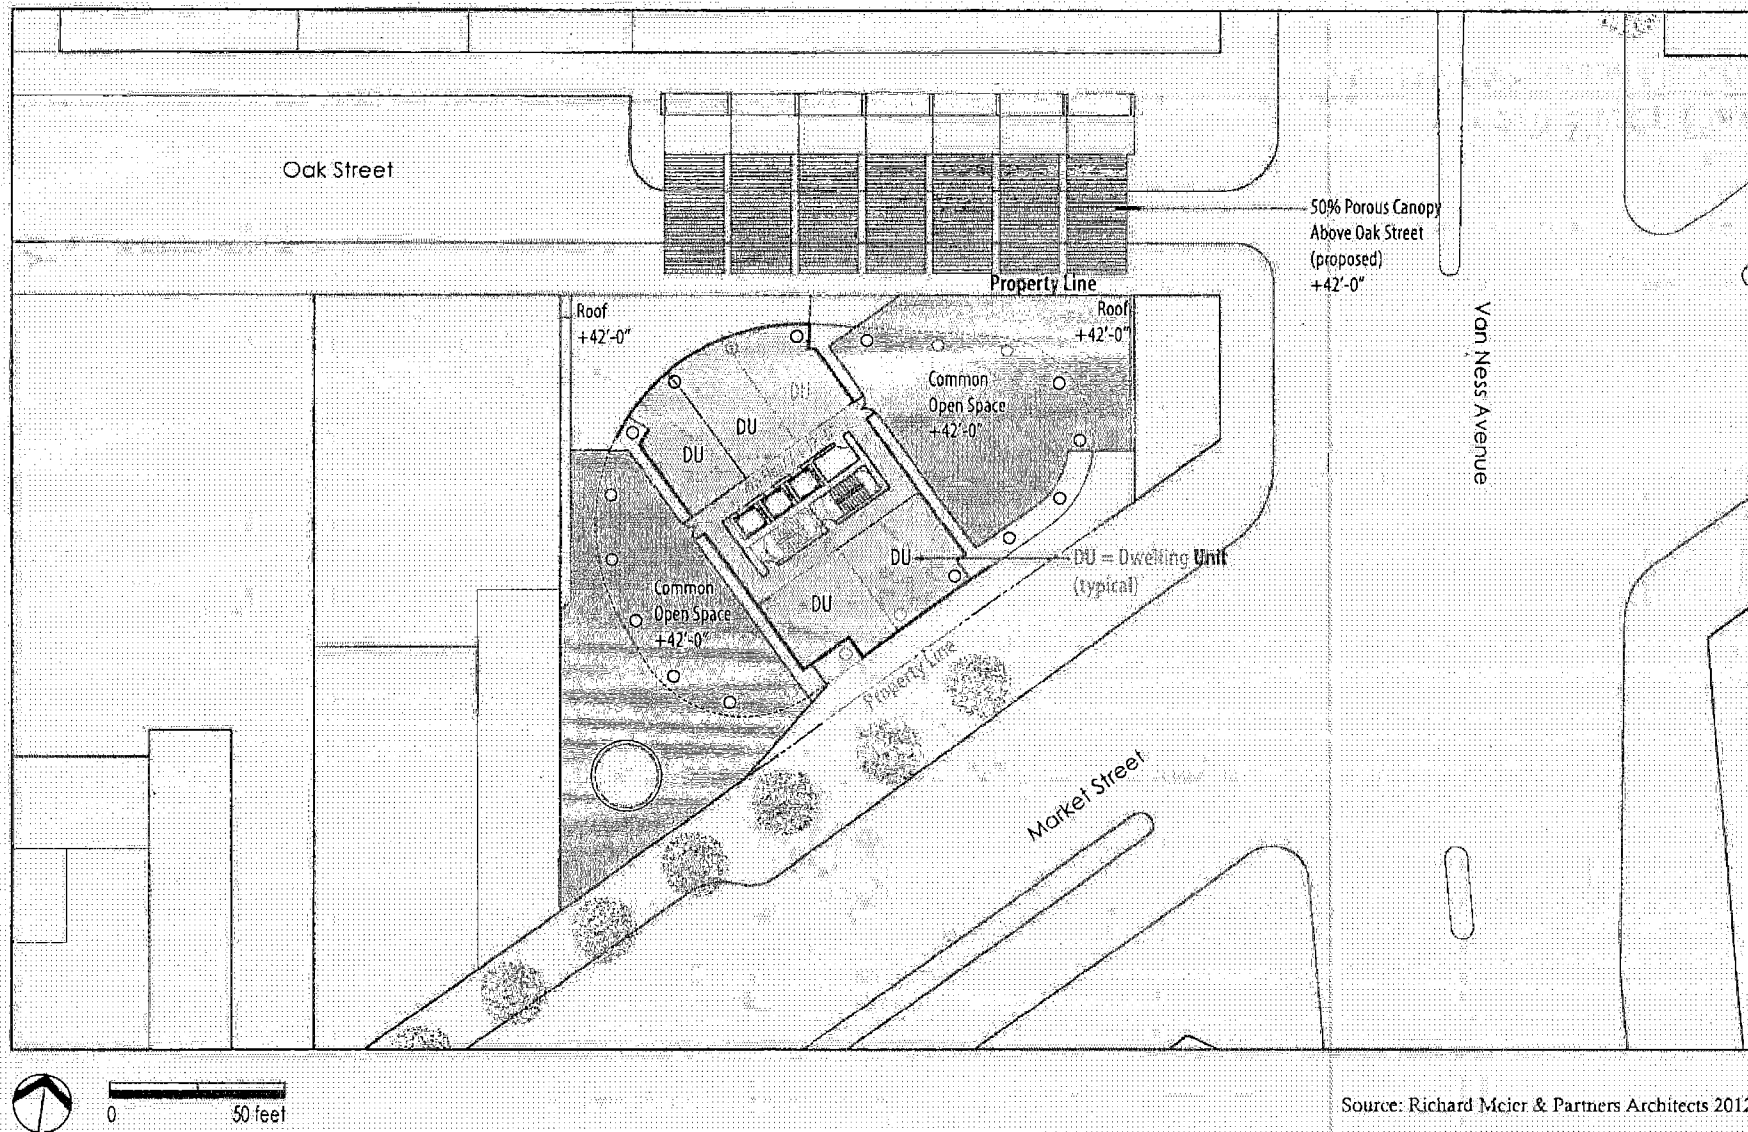 Oak Street
50% Porous Canopy
Above Oak Street
(proposed)
+42'-0"
Property Line
Roof
+42'-0"
Roof
+42'-0"
Van Ness Avenue
Common
Open Space
+42'-0"
DU
DU
DU
DU
DU = Dwelling Unit
(typical)
DU
Common
Open Space
+42'-0"
Property Line
Market Street
0
50 feet
Source: Richard Meier & Partners Architects 2012